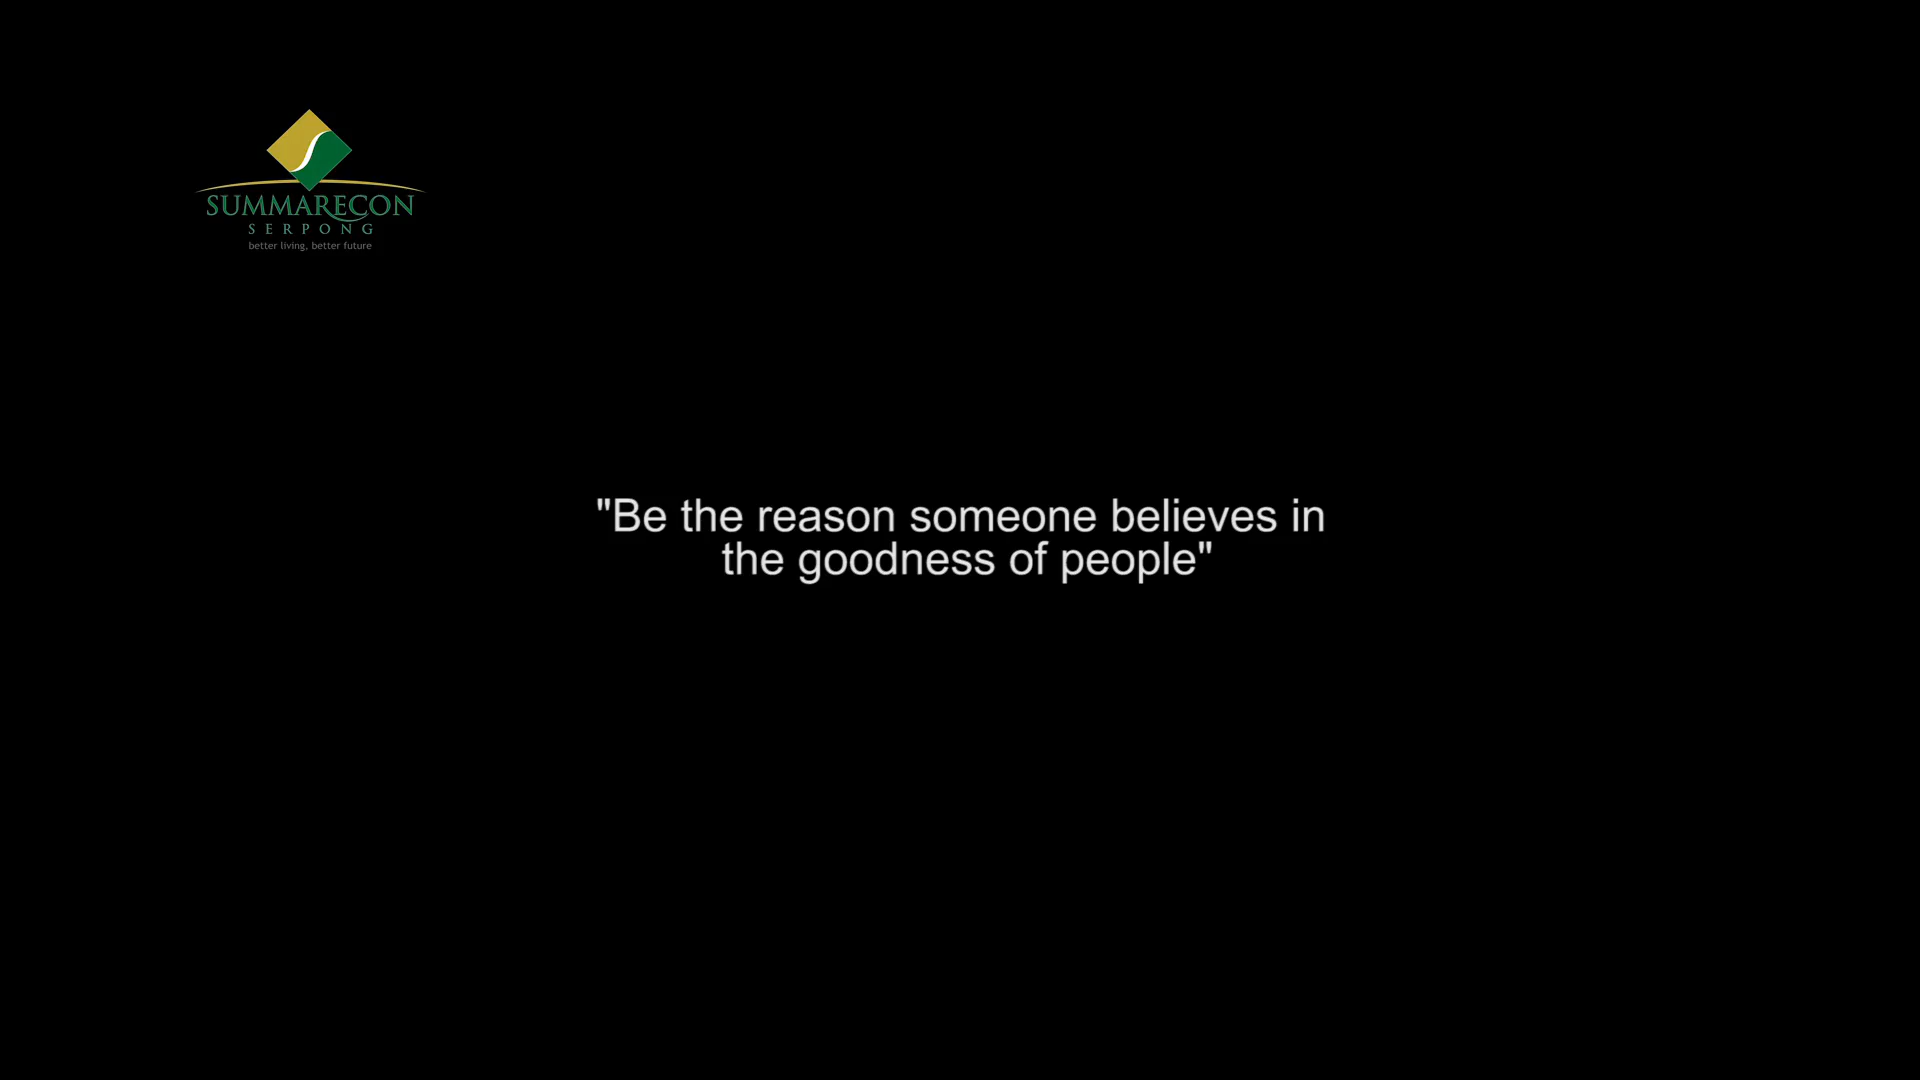 SUMMARECON
SERPONG
better living, better future
"Be the reason someone believes in
the goodness of people"